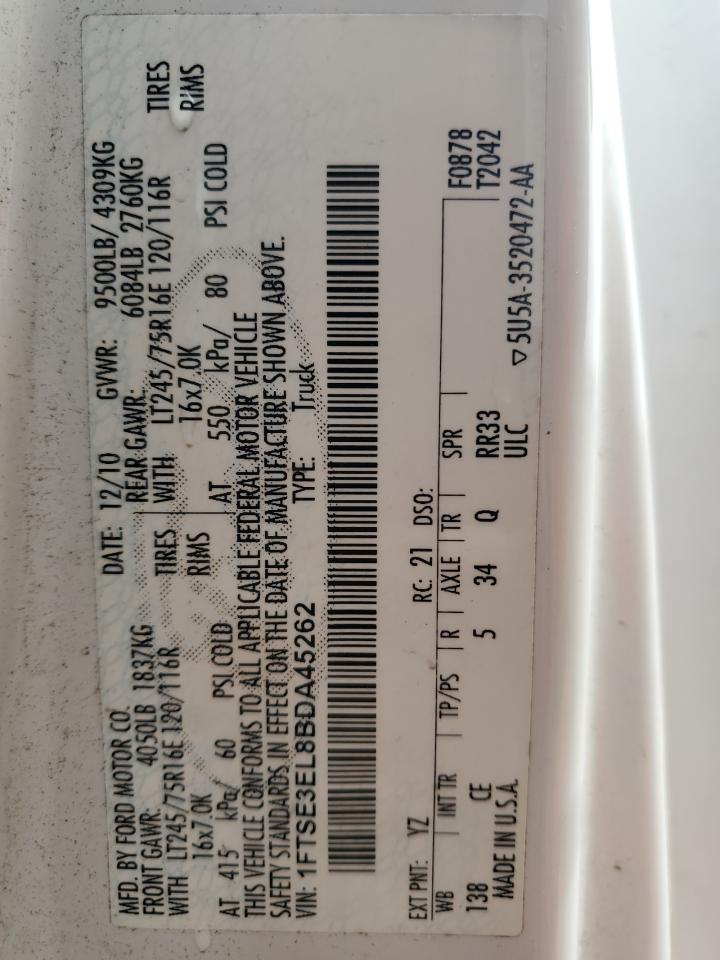 MFD. BY FORD MOTOR CO. DATE: 12/10 GVWR: 9500LB/ 4309KG
FRONT GAWR: 4050LB 1837KG REAR GAWR: 6084LB 2760KG
WITH LT245/75R16E 120/116R TIRES WITH LT245/75R16E 120/116R TIRES
16x7.0K RIMS 16x7.0K RIMS
AT 415 kPa/ 60 PSI COLD AT 550 kPa/ 80 PSI COLD
THIS VEHICLE CONFORMS TO ALL APPLICABLE FEDERAL MOTOR VEHICLE
SAFETY STANDARDS IN EFFECT ON THE DATE OF MANUFACTURE SHOWN ABOVE.
VIN: 1FTSE3EL8BDA45262 TYPE: Truck
EXT PNT: YZ RC: 21 DSO:
WB INT TR TP/PS R AXLE TR SPR F0878
138 CE 5 34 Q RR33 T2042
MADE IN U.S.A. ULC ▽5U5A-3520472-AA